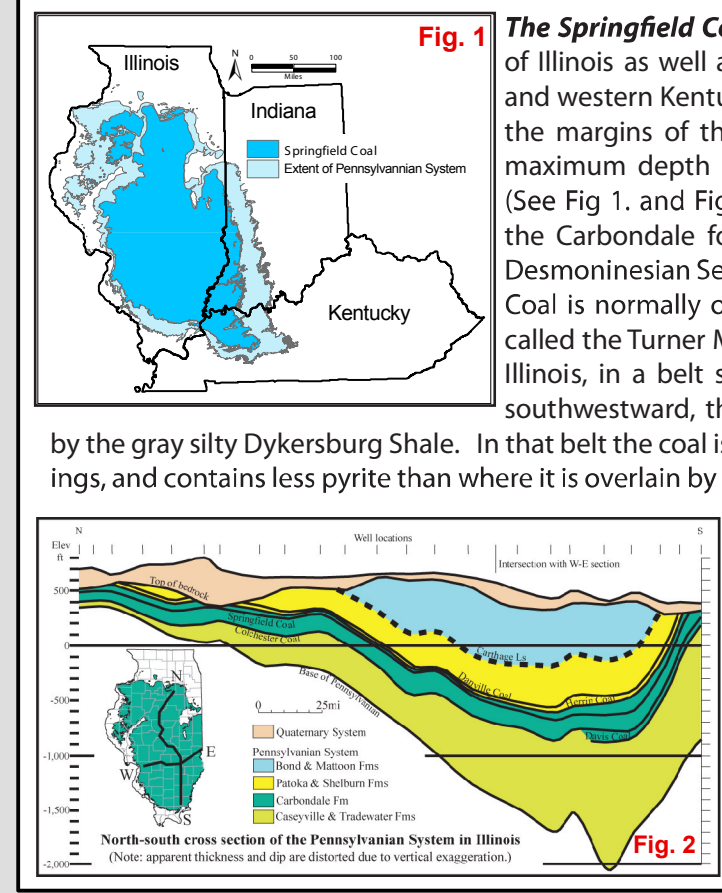 Fig. 1
Illinois
N
0 50 100
Miles
Indiana
Springfield Coal
Extent of Pennsylvannian System
Kentucky
The Springfield Co
of Illinois as well a
and western Kentu
the margins of th
maximum depth
(See Fig 1. and Fig
the Carbondale fo
Desmoninesian Se
Coal is normally o
called the Turner M
Illinois, in a belt s
southwestward, th
by the gray silty Dykersburg Shale. In that belt the coal is
ings, and contains less pyrite than where it is overlain by
N
S
Elev
ft
Well locations
Intersection with W-E section
500
0
-500
-1,000
-1,500
-2,000
Top of bedrock
Springfield Coal
Colchester Coal
Base of Pennsylvanian
Carthage Ls
Danville Coal
Herrin Coal
Davis Coal
N
E
W
S
0 25mi
Quaternary System
Pennsylvanian System
Bond & Mattoon Fms
Patoka & Shelburn Fms
Carbondale Fm
Caseyville & Tradewater Fms
North-south cross section of the Pennsylvanian System in Illinois
(Note: apparent thickness and dip are distorted due to vertical exaggeration.)
Fig. 2